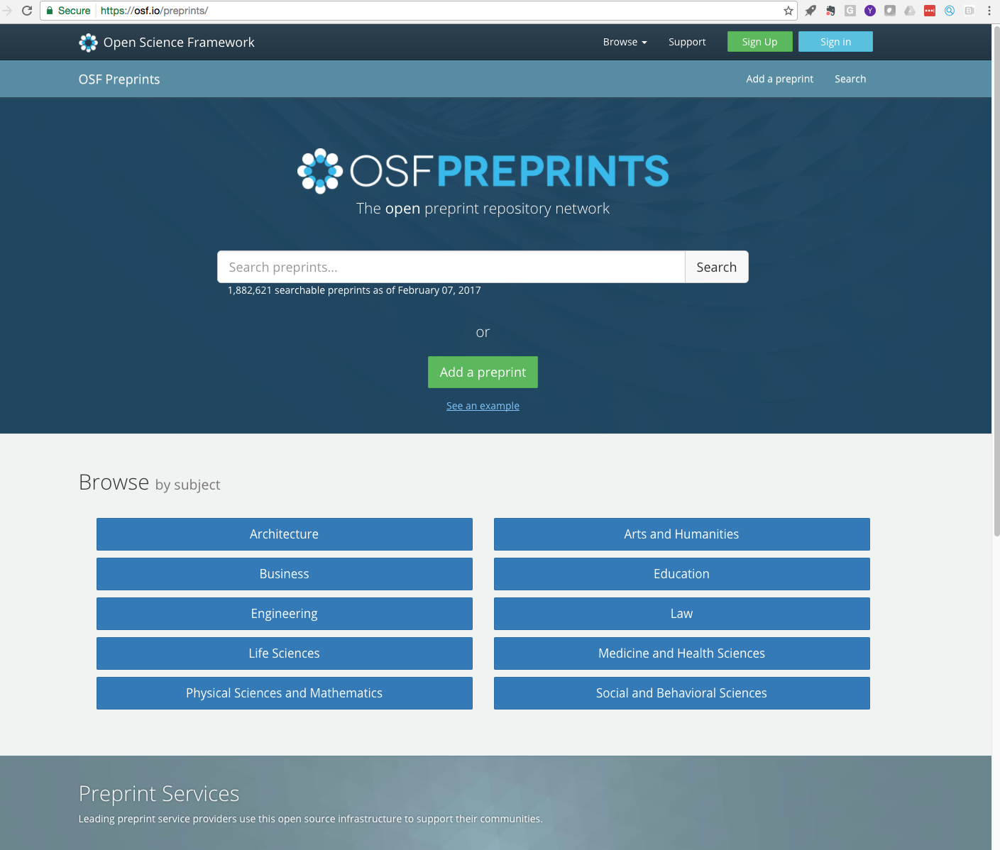 Secure https://osf.io/preprints/
Open Science Framework Browse Support Sign Up Sign in
OSF Preprints Add a preprint Search
OSFPREPRINTS
The open preprint repository network
Search preprints... Search
1,882,621 searchable preprints as of February 07, 2017
or
Add a preprint
See an example
Browse by subject
Architecture Arts and Humanities
Business Education
Engineering Law
Life Sciences Medicine and Health Sciences
Physical Sciences and Mathematics Social and Behavioral Sciences
Preprint Services
Leading preprint service providers use this open source infrastructure to support their communities.